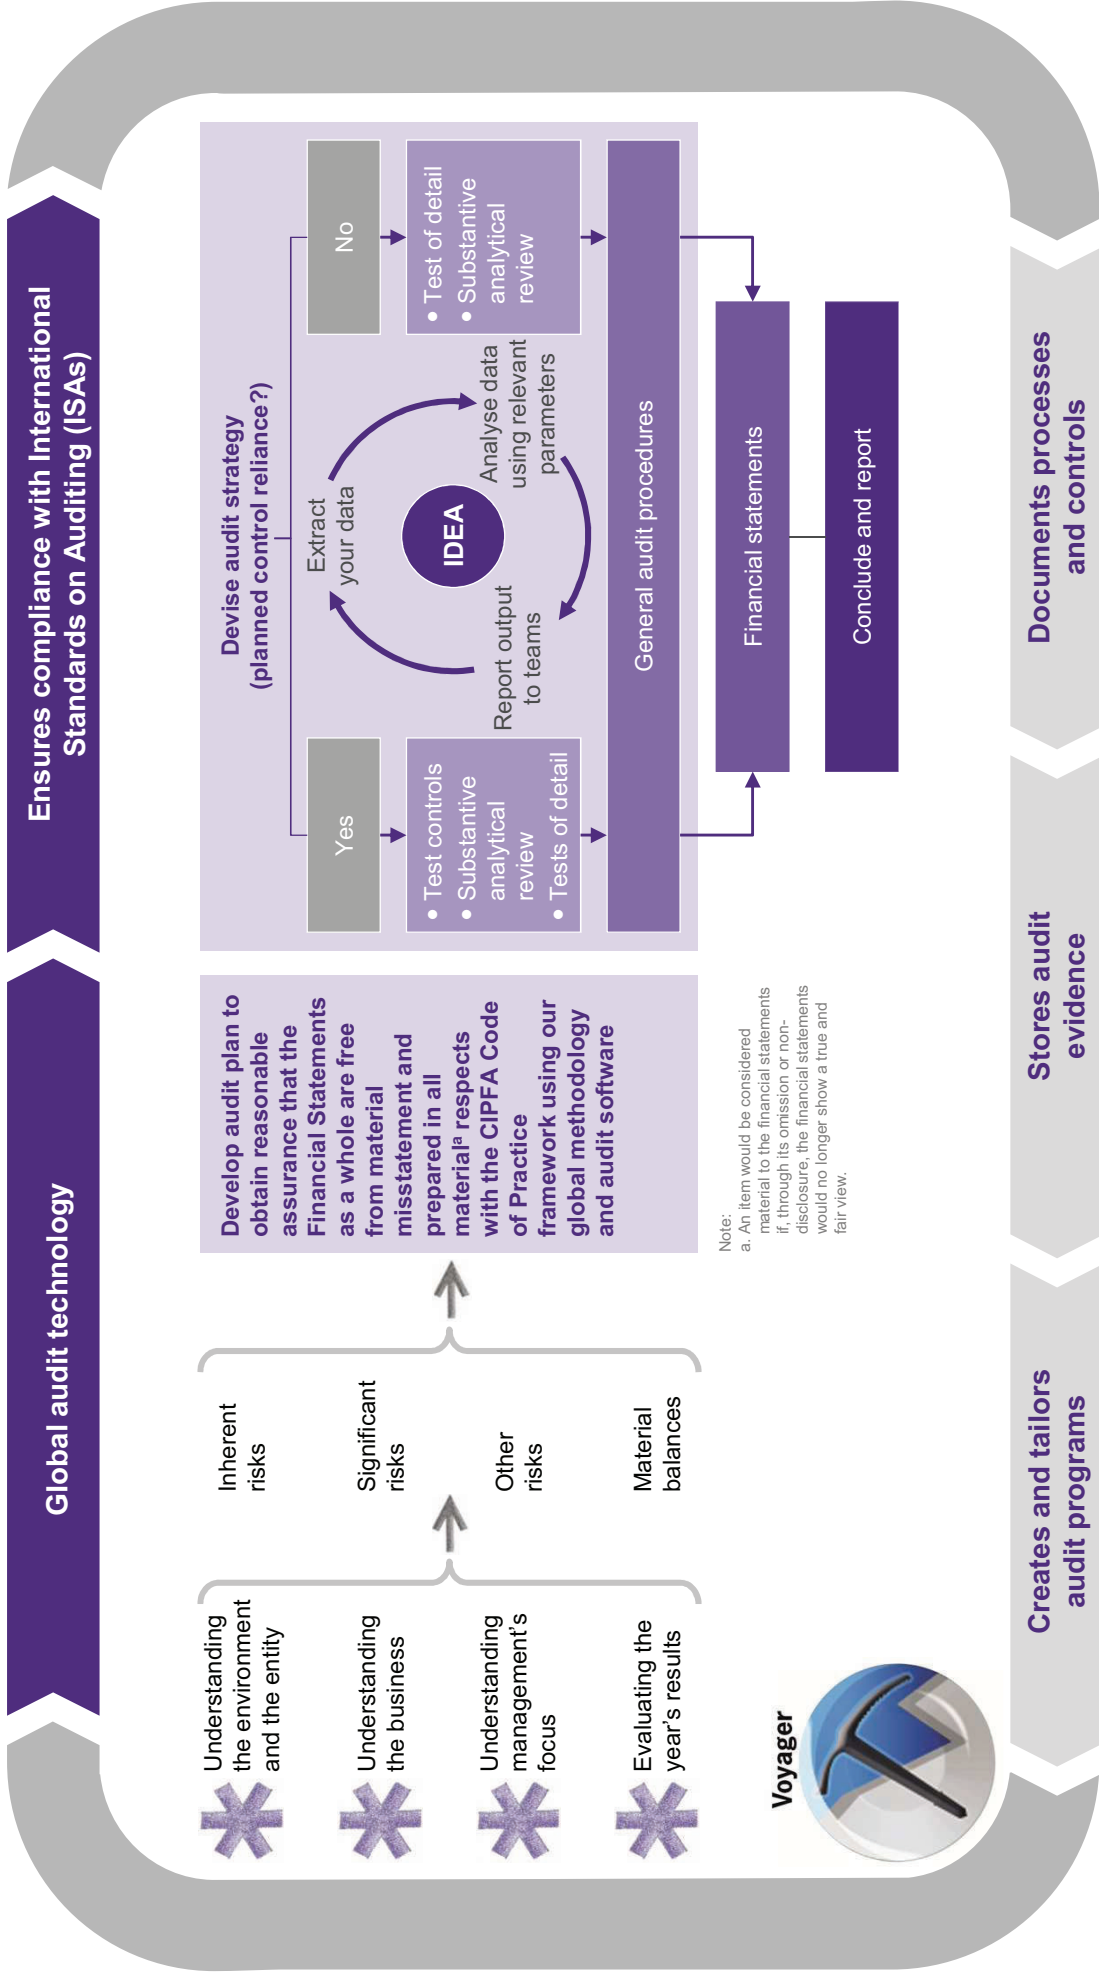 Global audit technology
Ensures compliance with International
Standards on Auditing (ISAs)
Understanding
the environment
and the entity
Understanding
the business
Understanding
management's
focus
Evaluating the
year's results
Inherent
risks
Significant
risks
Other
risks
Material
balances
Develop audit plan to
obtain reasonable
assurance that the
Financial Statements
as a whole are free
from material
misstatement and
prepared in all
materialª respects
with the CIPFA Code
of Practice
framework using our
global methodology
and audit software
Note:
a. An item would be considered
material to the financial statements
if, through its omission or non-
disclosure, the financial statements
would no longer show a true and
fair view.
Devise audit strategy
(planned control reliance?)
Yes
• Test controls
• Substantive
analytical
review
• Tests of detail
Extract
your data
IDEA
Report output
to teams
Analyse data
using relevant
parameters
No
• Test of detail
• Substantive
analytical
review
General audit procedures
Financial statements
Conclude and report
Voyager
Creates and tailors
audit programs
Stores audit
evidence
Documents processes
and controls